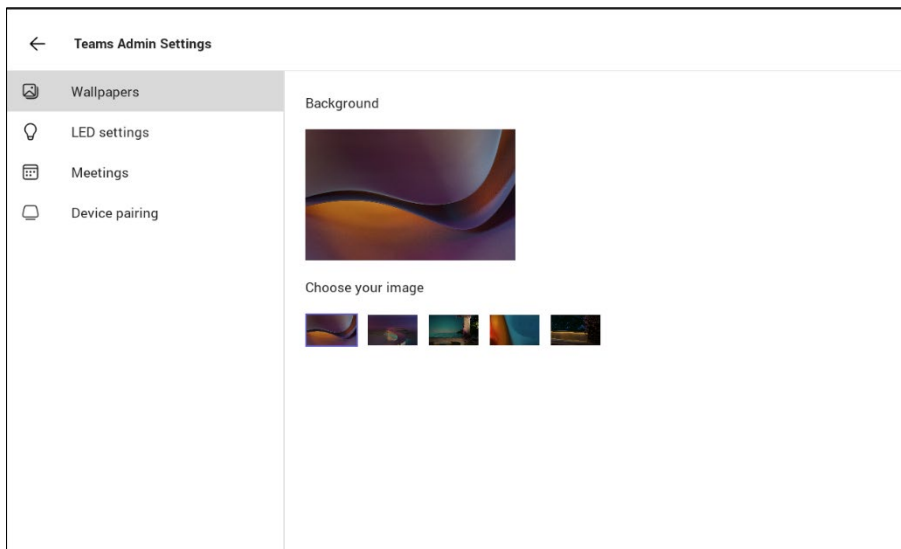 Teams Admin Settings
Wallpapers
LED settings
Meetings
Device pairing
Background
Choose your image